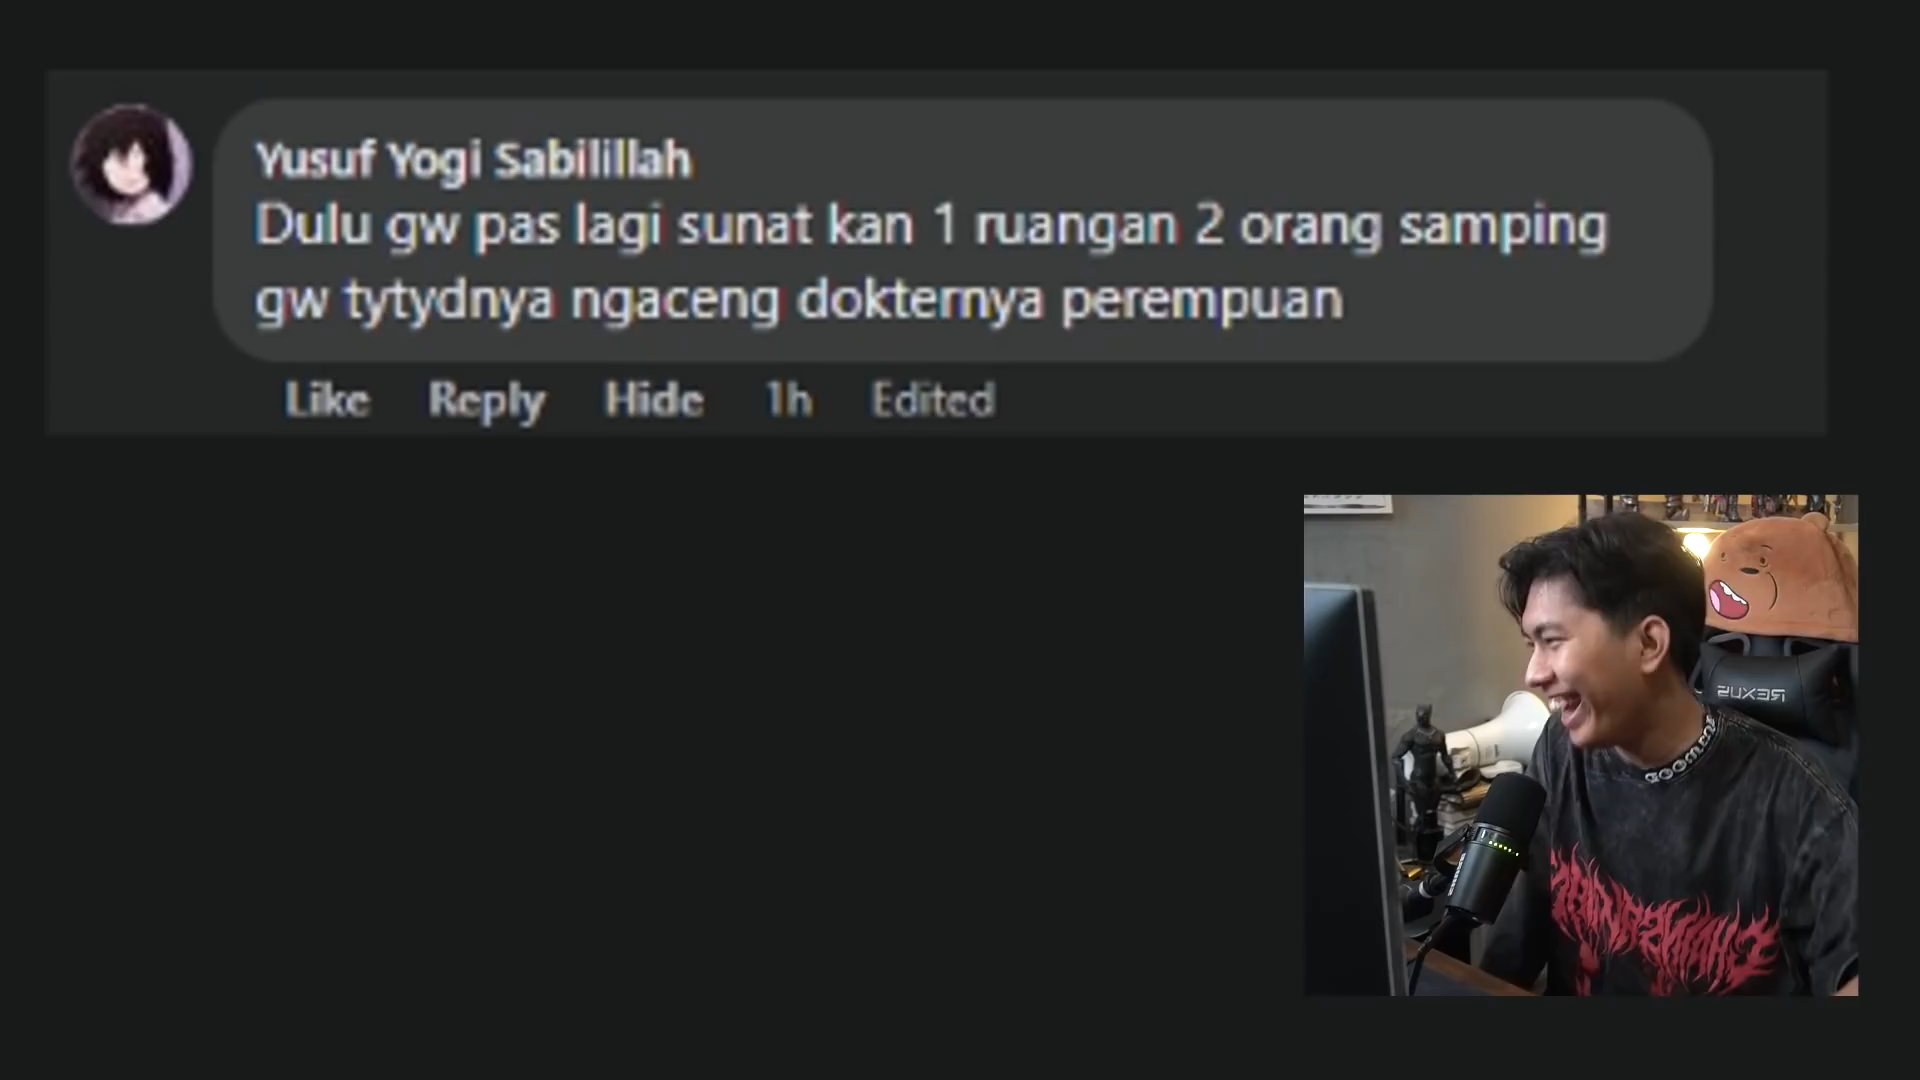 Yusuf Yogi Sabilillah
Dulu gw pas lagi sunat kan 1 ruangan 2 orang samping
gw tytydnya ngaceng dokternya perempuan
Like Reply Hide 1h Edited
REXUS